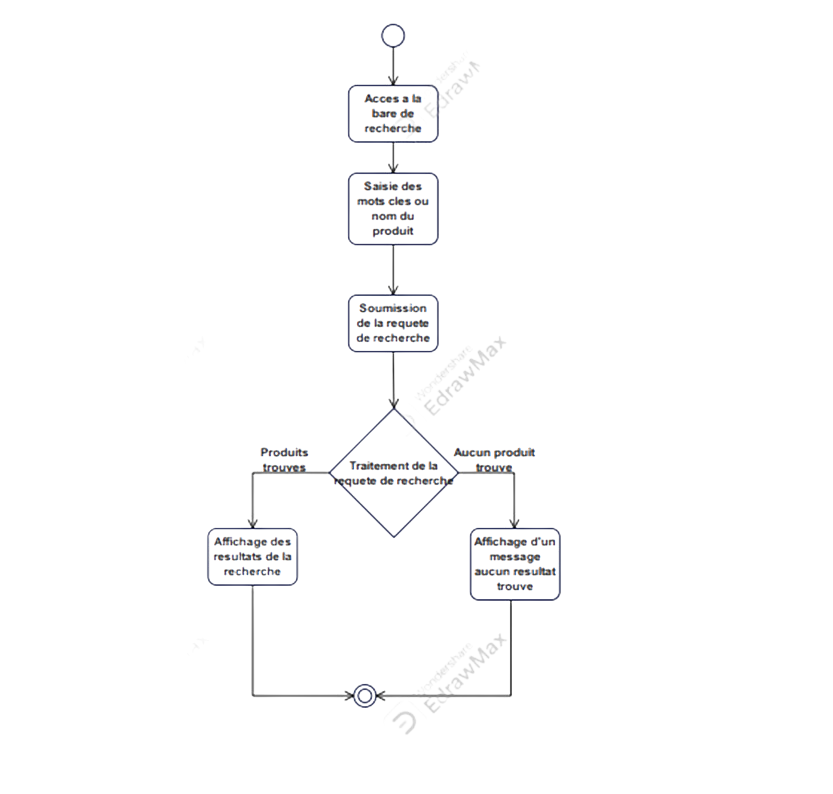 Acces a la
bare de
recherche
Saisie des
mots cles ou
nom du
produit
Soumission
de la requete
de recherche
Traitement de la
requete de recherche
Produits
trouves
Aucun produit
trouve
Affichage des
resultats de la
recherche
Affichage d'un
message
aucun resultat
trouve
Wondershare
EdrawMax
Wondershare
EdrawMax